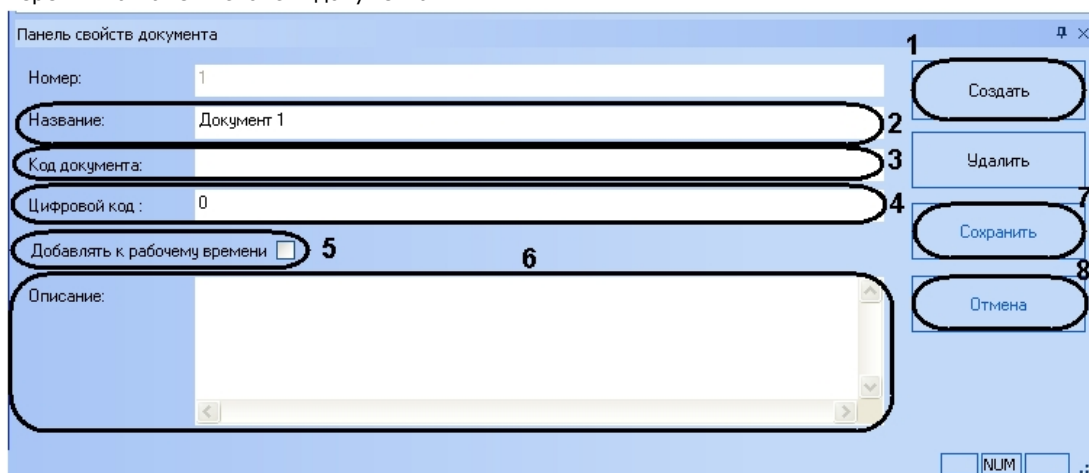 Панель свойств документа
1
Номер: 1
Создать
Название: Документ 1
2
Код документа:
3
Удалить
Цифровой код : 0
4
7
Добавлять к рабочему времени
5
6
Сохранить
8
Описание:
Отмена
NUM